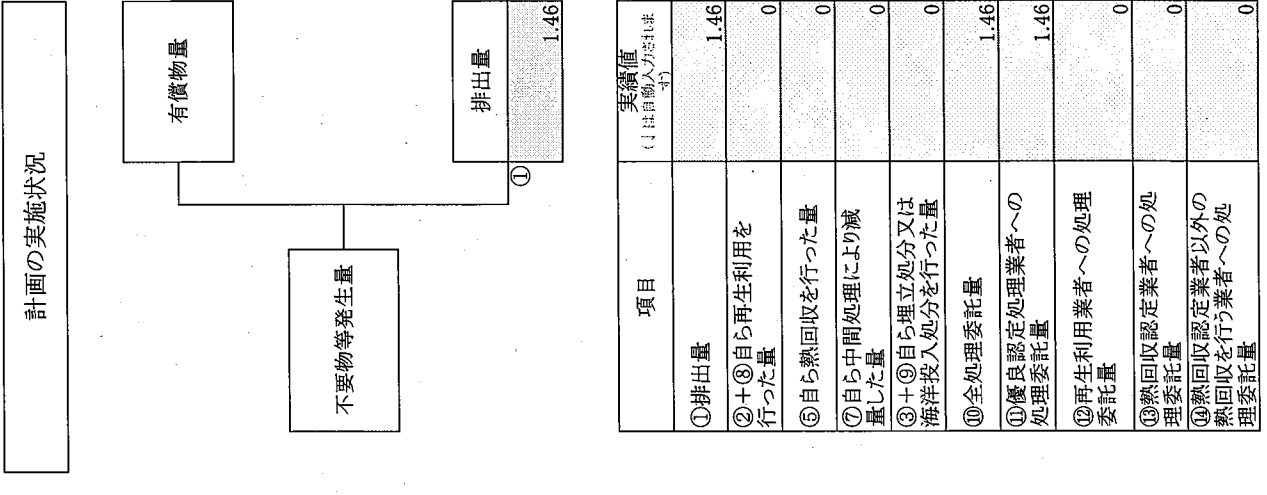 計画の実施状況
有償物量
不要物等発生量
排出量
①
1.46
項目
実績値
(↓は自動入力されま
す)
①排出量
1.46
②+⑧自ら再生利用を
行った量
0
⑤自ら熱回収を行った量
0
⑦自ら中間処理により減
量した量
0
③+⑨自ら埋立処分又は
海洋投入処分を行った量
0
⑩全処理委託量
1.46
⑪優良認定処理業者への
処理委託量
1.46
⑫再生利用業者への処理
委託量
0
⑬熱回収認定業者への処
理委託量
0
⑭熱回収認定業者以外の
熱回収を行う業者への処
理委託量
0